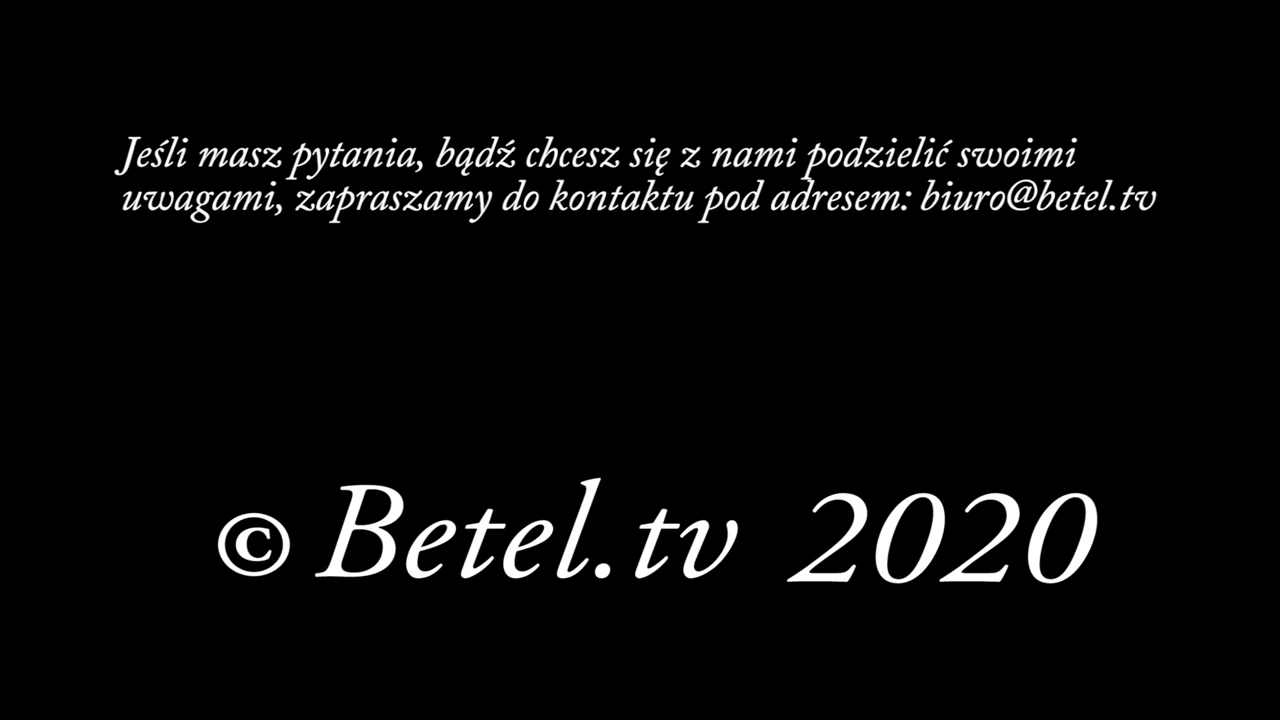 Jeśli masz pytania, bądź chcesz się z nami podzielić swoimi
uwagami, zapraszamy do kontaktu pod adresem: biuro@betel.tv
© Betel.tv 2020